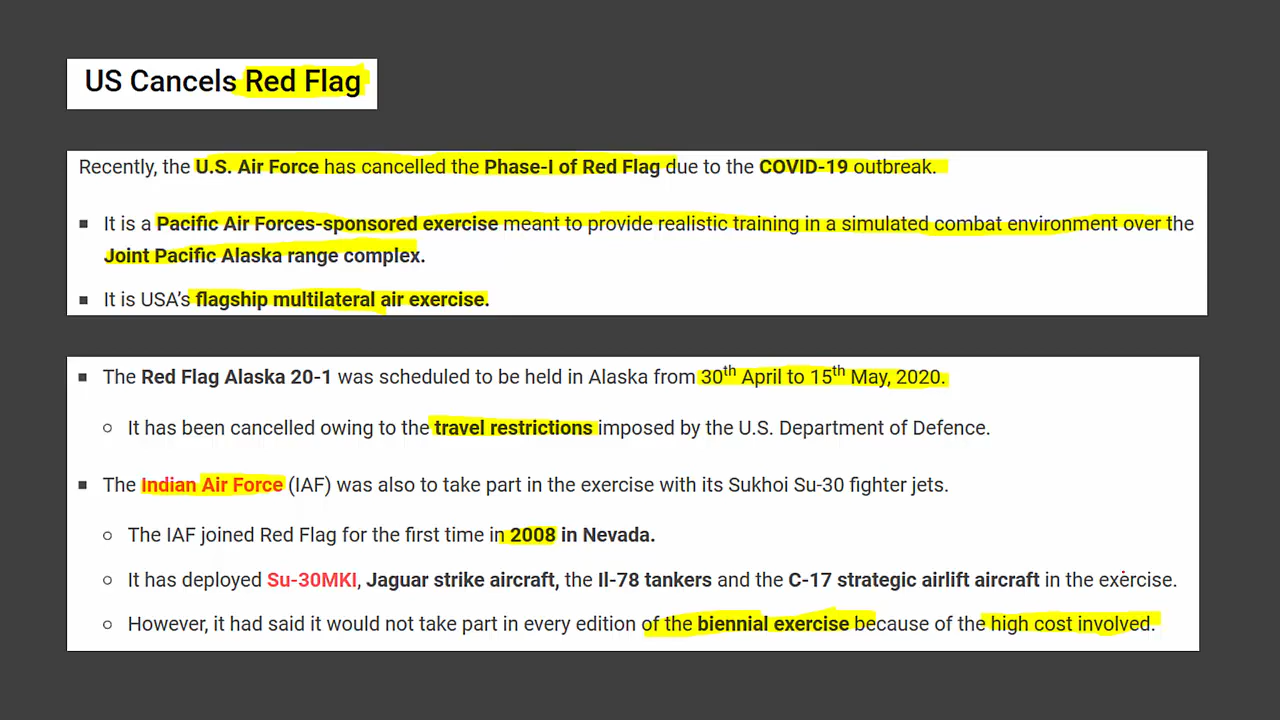 US Cancels Red Flag
Recently, the U.S. Air Force has cancelled the Phase-I of Red Flag due to the COVID-19 outbreak.
It is a Pacific Air Forces-sponsored exercise meant to provide realistic training in a simulated combat environment over the
Joint Pacific Alaska range complex.
It is USA's flagship multilateral air exercise.
The Red Flag Alaska 20-1 was scheduled to be held in Alaska from 30th April to 15th May, 2020.
It has been cancelled owing to the travel restrictions imposed by the U.S. Department of Defence.
The Indian Air Force (IAF) was also to take part in the exercise with its Sukhoi Su-30 fighter jets.
The IAF joined Red Flag for the first time in 2008 in Nevada.
It has deployed Su-30MKI, Jaguar strike aircraft, the Il-78 tankers and the C-17 strategic airlift aircraft in the exercise.
However, it had said it would not take part in every edition of the biennial exercise because of the high cost involved.